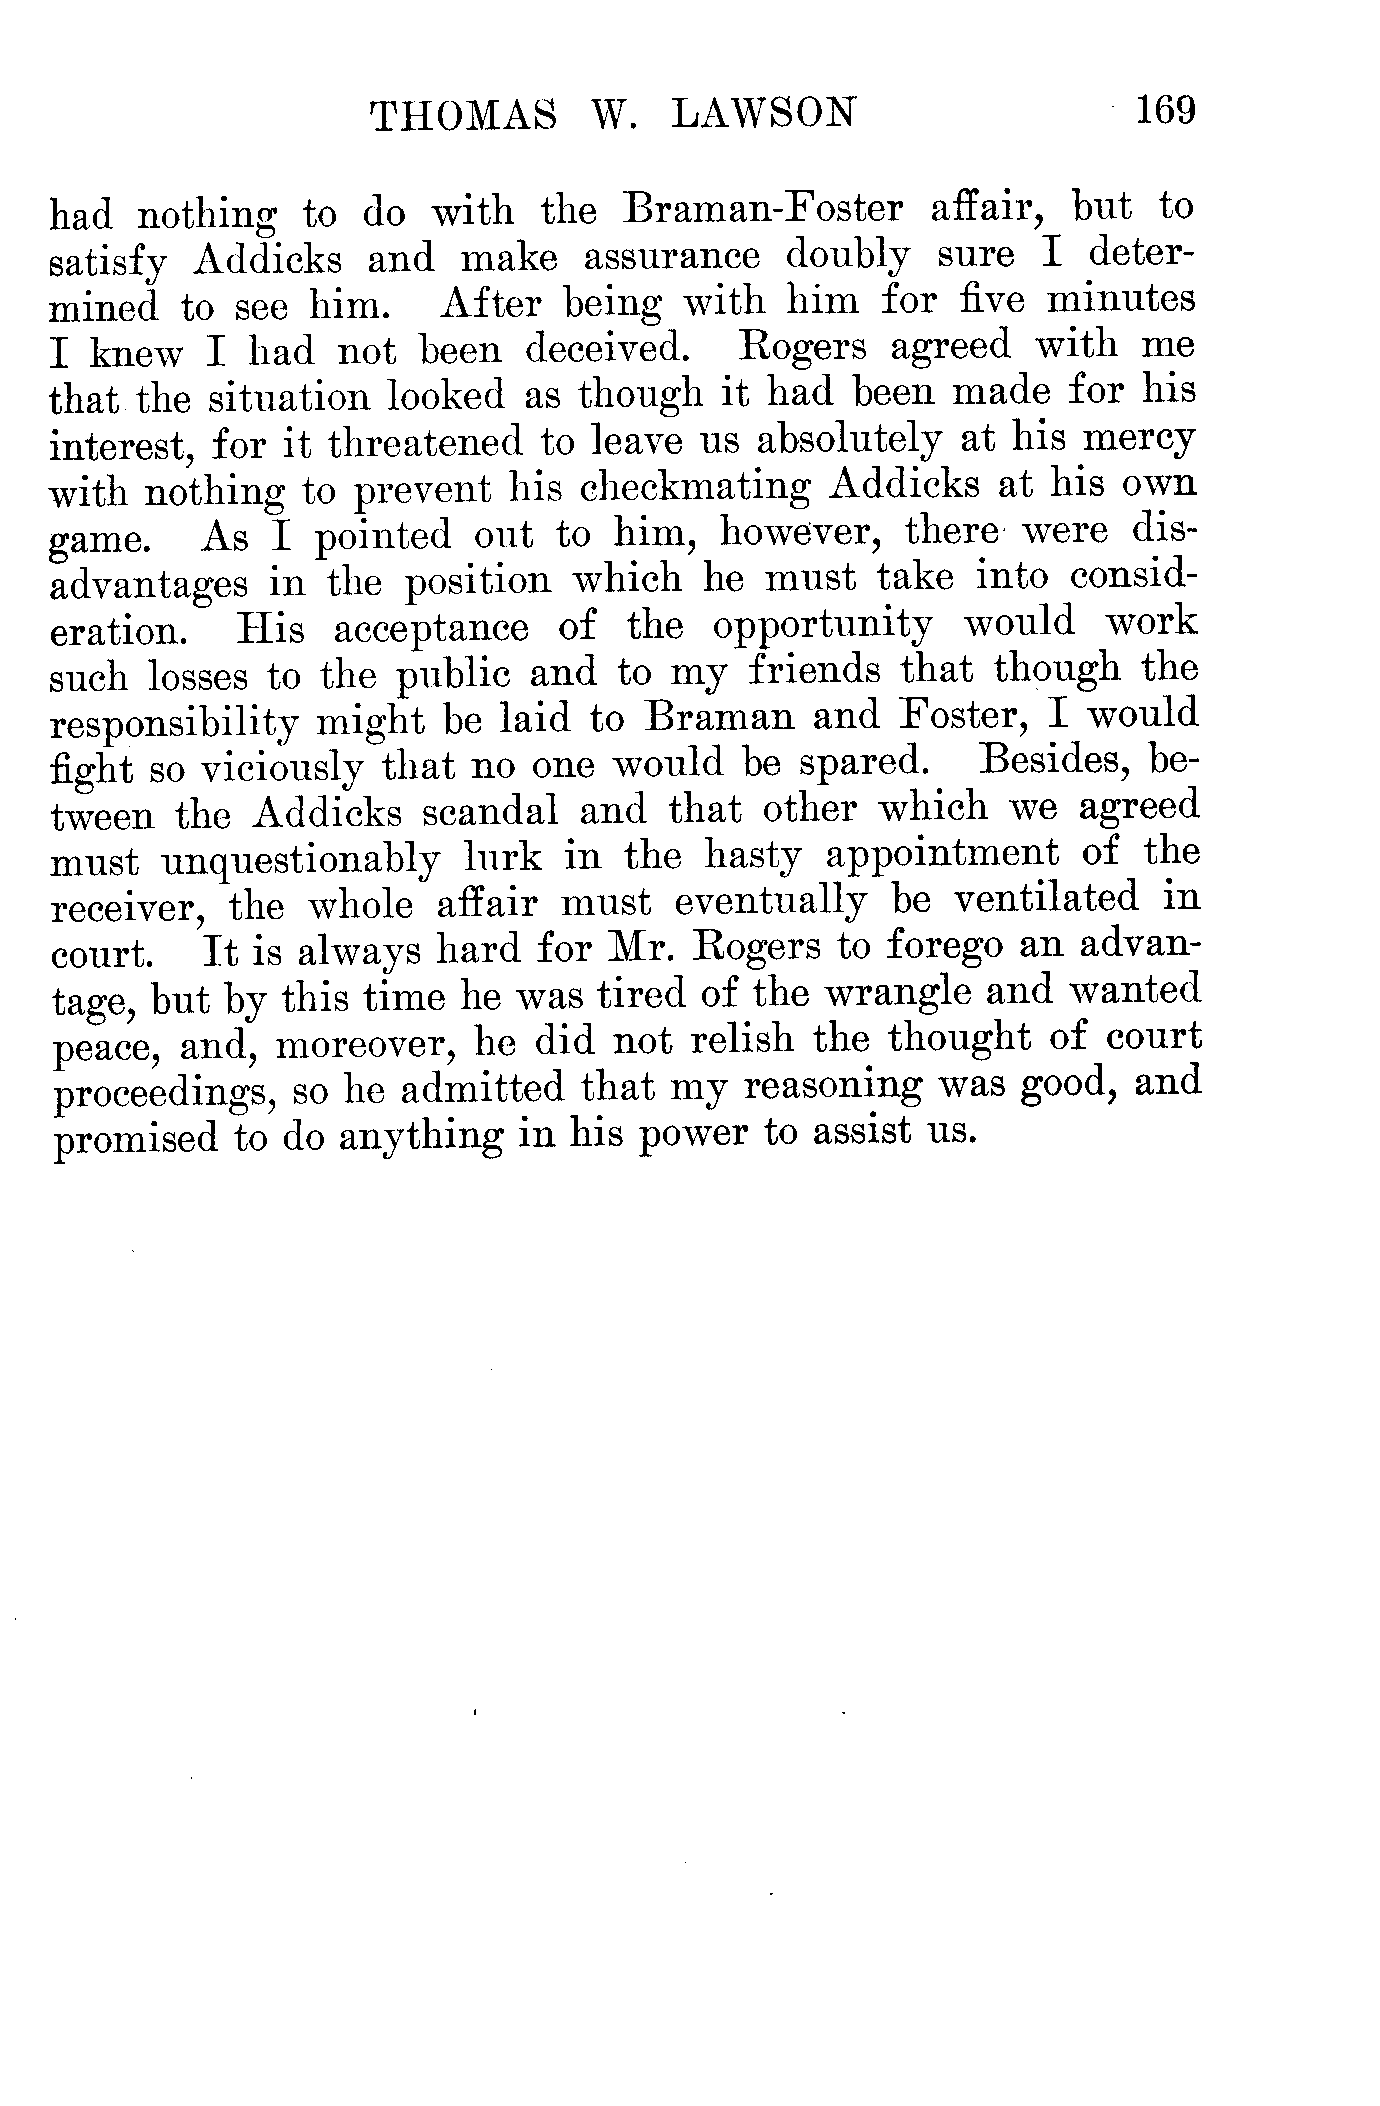 THOMAS W. LAWSON 169
had nothing to do with the Braman-Foster affair, but to
satisfy Addicks and make assurance doubly sure I deter-
mined to see him. After being with him for five minutes
I knew I had not been deceived. Rogers agreed with me
that the situation looked as though it had been made for his
interest, for it threatened to leave us absolutely at his mercy
with nothing to prevent his checkmating Addicks at his own
game. As I pointed out to him, however, there were dis-
advantages in the position which he must take into consid-
eration. His acceptance of the opportunity would work
such losses to the public and to my friends that though the
responsibility might be laid to Braman and Foster, I would
fight so viciously that no one would be spared. Besides, be-
tween the Addicks scandal and that other which we agreed
must unquestionably lurk in the hasty appointment of the
receiver, the whole affair must eventually be ventilated in
court. It is always hard for Mr. Rogers to forego an advan-
tage, but by this time he was tired of the wrangle and wanted
peace, and, moreover, he did not relish the thought of court
proceedings, so he admitted that my reasoning was good, and
promised to do anything in his power to assist us.